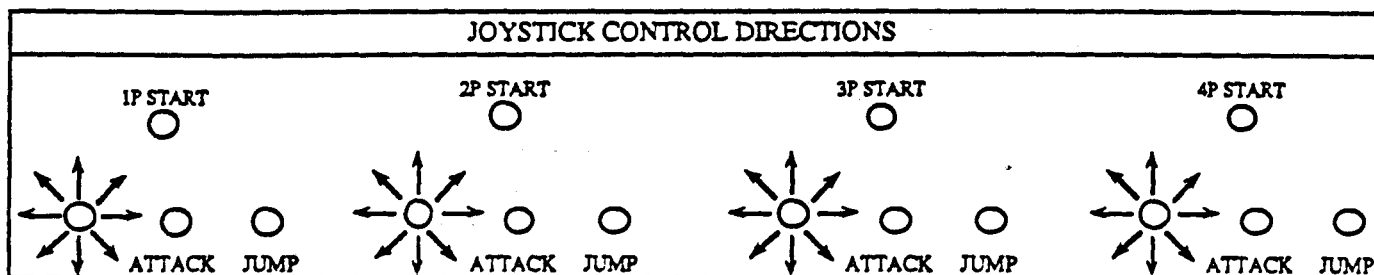 JOYSTICK CONTROL DIRECTIONS
1P START 2P START 3P START 4P START
ATTACK JUMP ATTACK JUMP ATTACK JUMP ATTACK JUMP